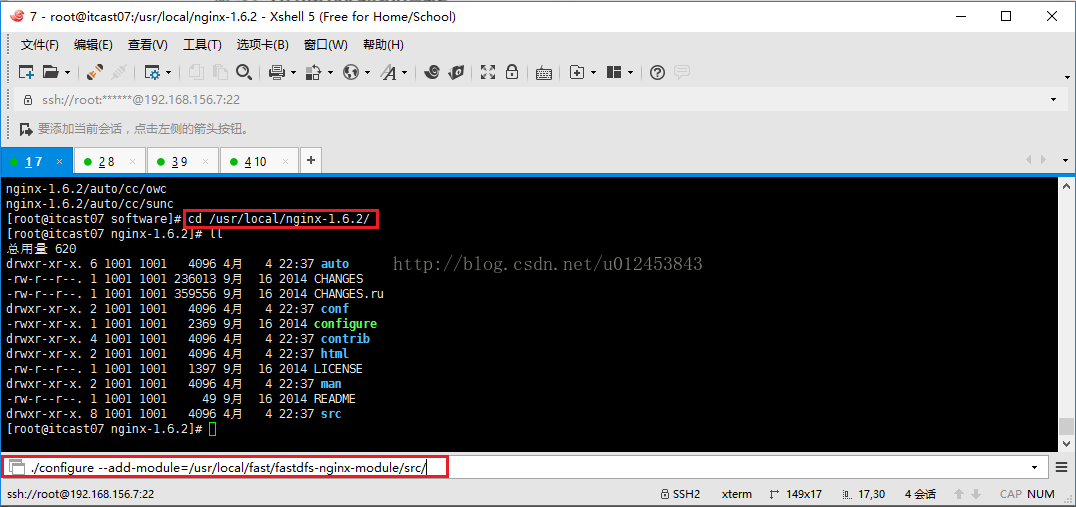 7 - root@itcast07:/usr/local/nginx-1.6.2 - Xshell 5 (Free for Home/School)
文件(F) 编辑(E) 查看(V) 工具(T) 选项卡(B) 窗口(W) 帮助(H)
ssh://root:******@192.168.156.7:22
要添加当前会话，点击左侧的箭头按钮。
1 7 × 2 8 × 3 9 × 4 10 × +
nginx-1.6.2/auto/cc/owc
nginx-1.6.2/auto/cc/sunc
[root@itcast07 software]# cd /usr/local/nginx-1.6.2/
[root@itcast07 nginx-1.6.2]# ll
总用量 620
drwxr-xr-x. 6 1001 1001 4096 4月 4 22:37 auto
-rw-r--r--. 1 1001 1001 236013 9月 16 2014 CHANGES
-rw-r--r--. 1 1001 1001 359556 9月 16 2014 CHANGES.ru
drwxr-xr-x. 2 1001 1001 4096 4月 4 22:37 conf
-rwxr-xr-x. 1 1001 1001 2369 9月 16 2014 configure
drwxr-xr-x. 4 1001 1001 4096 4月 4 22:37 contrib
drwxr-xr-x. 2 1001 1001 4096 4月 4 22:37 html
-rw-r--r--. 1 1001 1001 1397 9月 16 2014 LICENSE
drwxr-xr-x. 2 1001 1001 4096 4月 4 22:37 man
-rw-r--r--. 1 1001 1001 49 9月 16 2014 README
drwxr-xr-x. 8 1001 1001 4096 4月 4 22:37 src
[root@itcast07 nginx-1.6.2]#
http://blog.csdn.net/u012453843
./configure --add-module=/usr/local/fast/fastdfs-nginx-module/src/
ssh://root@192.168.156.7:22 SSH2 xterm 149x17 17,30 4 会话 CAP NUM